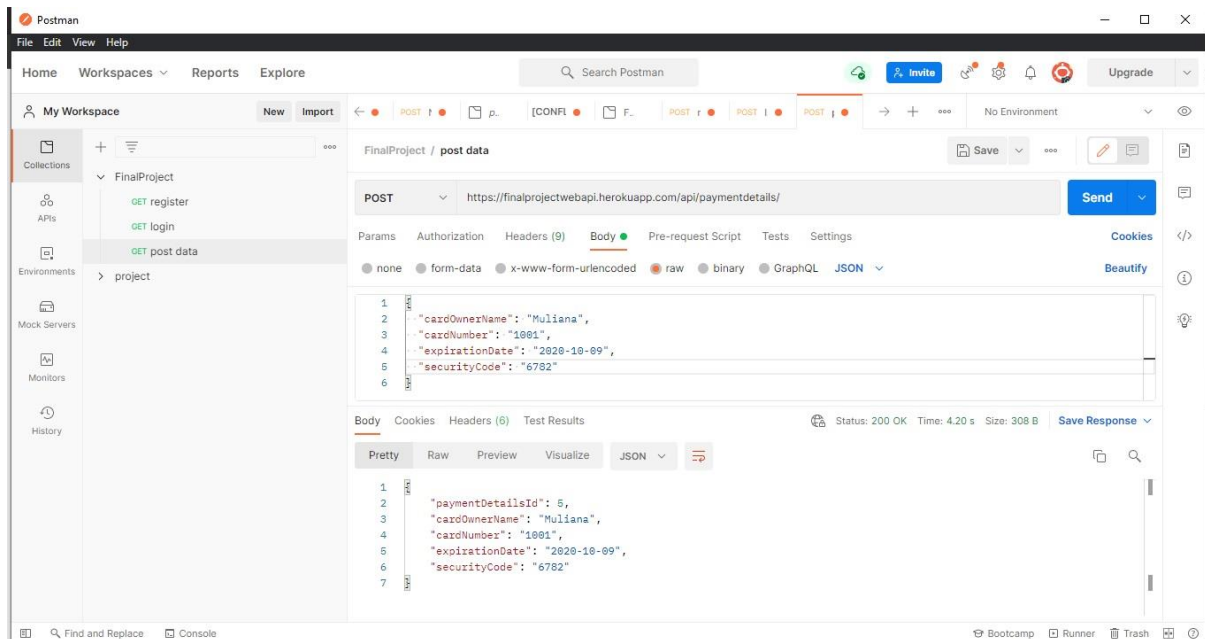 Postman
File Edit View Help
Home Workspaces Reports Explore Search Postman Invite Upgrade
My Workspace New Import
POST POST r POST l POST [CONFL No Environment
Collections
APIs
Environments
Mock Servers
Monitors
History
FinalProject
GET register
GET login
GET post data
project
FinalProject / post data Save
POST https://finalprojectwebapi.herokuapp.com/api/paymentdetails/ Send
Params Authorization Headers (9) Body Pre-request Script Tests Settings Cookies
none form-data x-www-form-urlencoded raw binary GraphQL JSON Beautify
1 {
2 "cardOwnerName": "Muliana",
3 "cardNumber": "1001",
4 "expirationDate": "2020-10-09",
5 "securityCode": "6782"
6 }
Body Cookies Headers (6) Test Results Status: 200 OK Time: 4.20 s Size: 308 B Save Response
Pretty Raw Preview Visualize JSON
1 {
2 "paymentDetailsId": 5,
3 "cardOwnerName": "Muliana",
4 "cardNumber": "1001",
5 "expirationDate": "2020-10-09",
6 "securityCode": "6782"
7 }
Find and Replace Console Bootcamp Runner Trash